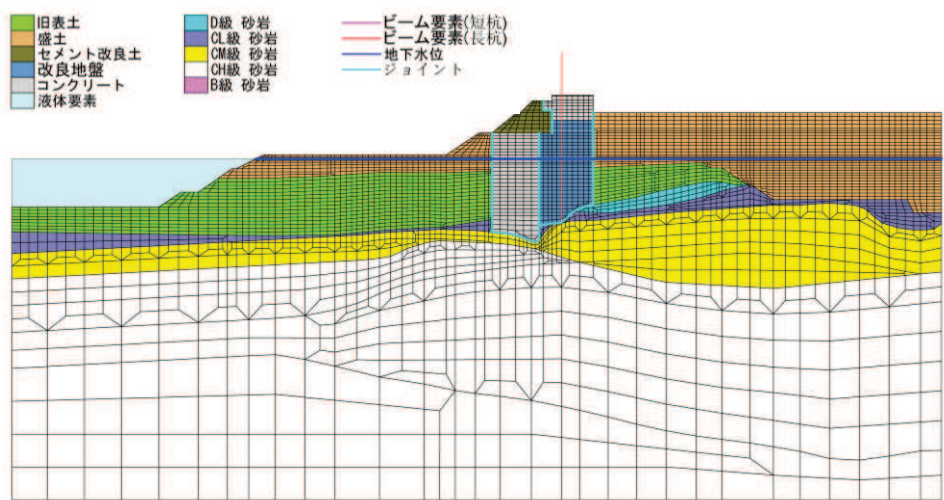 旧表土
盛土
セメント改良土
改良地盤
コンクリート
液体要素
D級 砂岩
CL級 砂岩
CM級 砂岩
CH級 砂岩
B級 砂岩
ビーム要素(短杭)
ビーム要素(長杭)
地下水位
ジョイント